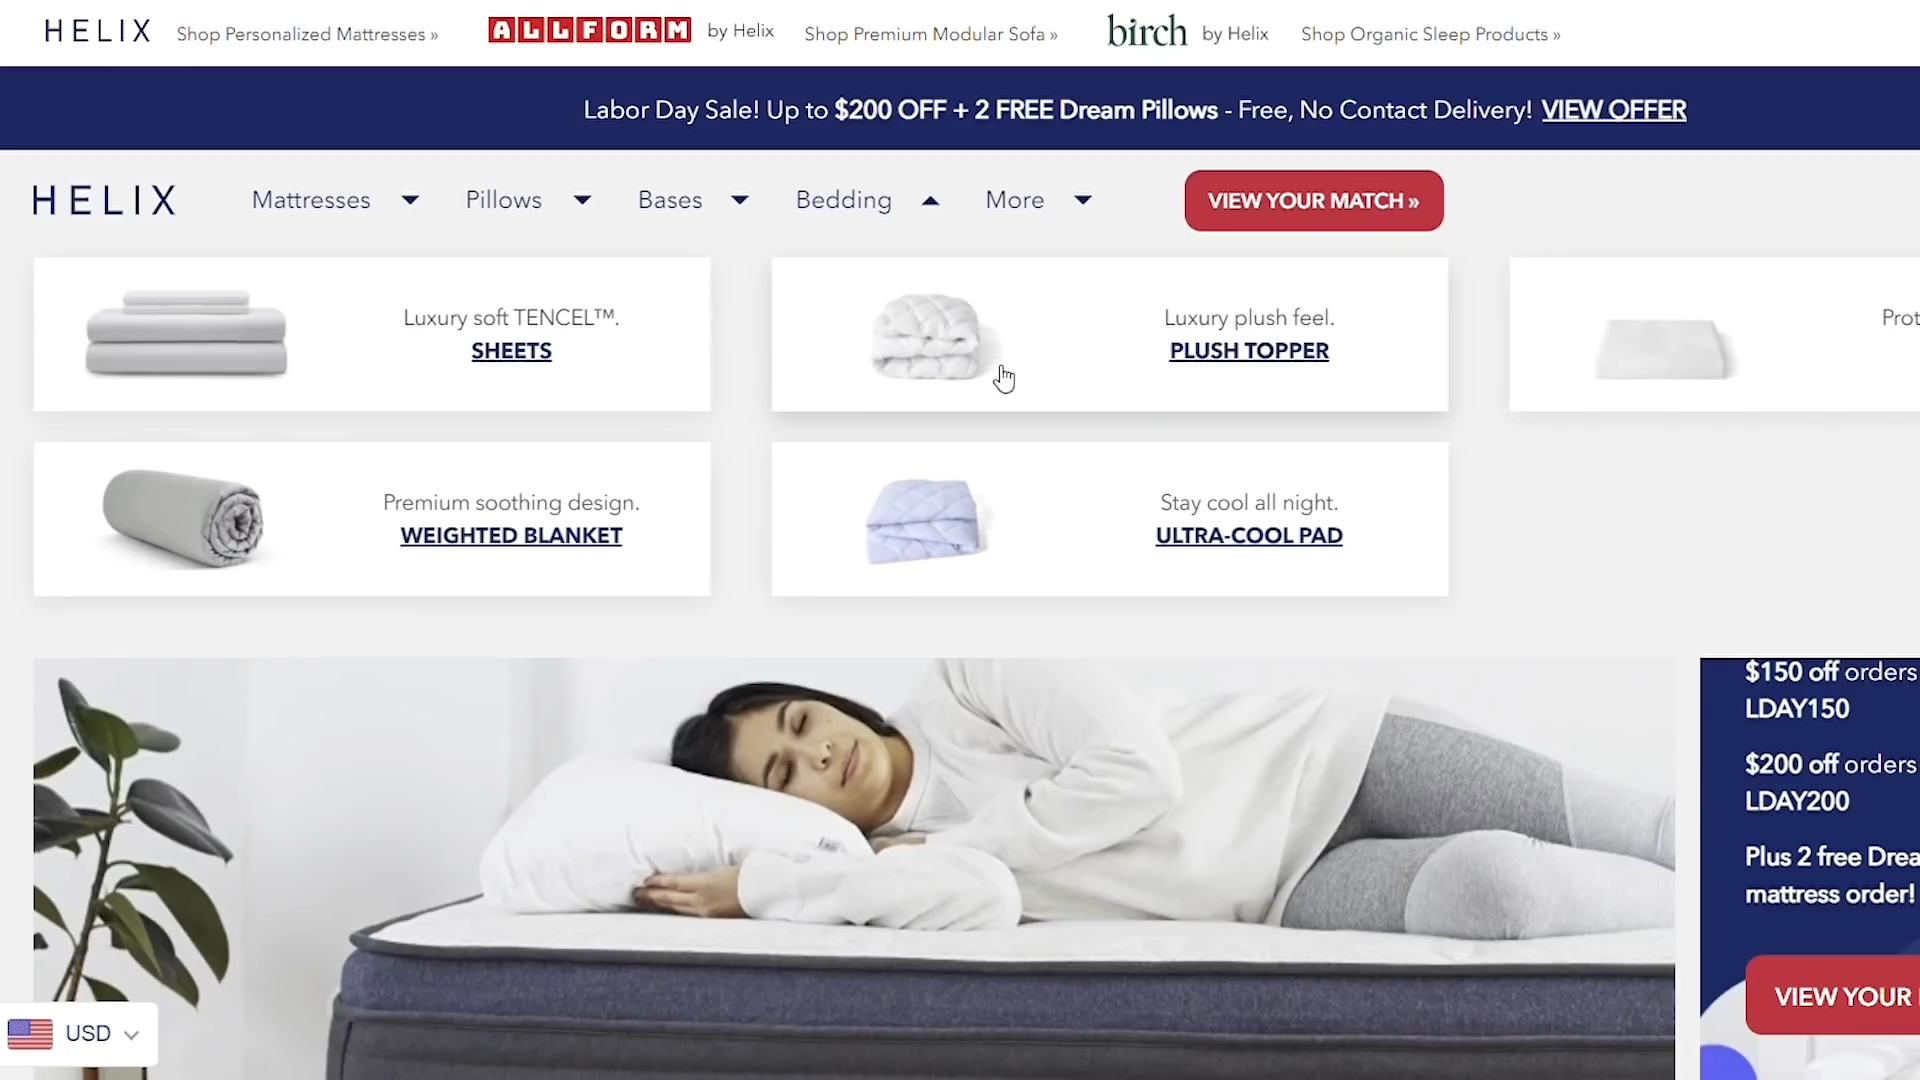 HELIX Shop Personalized Mattresses » ALLFORM by Helix Shop Premium Modular Sofa » birch by Helix Shop Organic Sleep Products »
Labor Day Sale! Up to $200 OFF + 2 FREE Dream Pillows - Free, No Contact Delivery! VIEW OFFER
HELIX Mattresses Pillows Bases Bedding More VIEW YOUR MATCH »
Luxury soft TENCEL™.
SHEETS
Luxury plush feel.
PLUSH TOPPER
Prot
Premium soothing design.
WEIGHTED BLANKET
Stay cool all night.
ULTRA-COOL PAD
$150 off orders
LDAY150
$200 off orders
LDAY200
Plus 2 free Drea
mattress order!
VIEW YOUR
USD